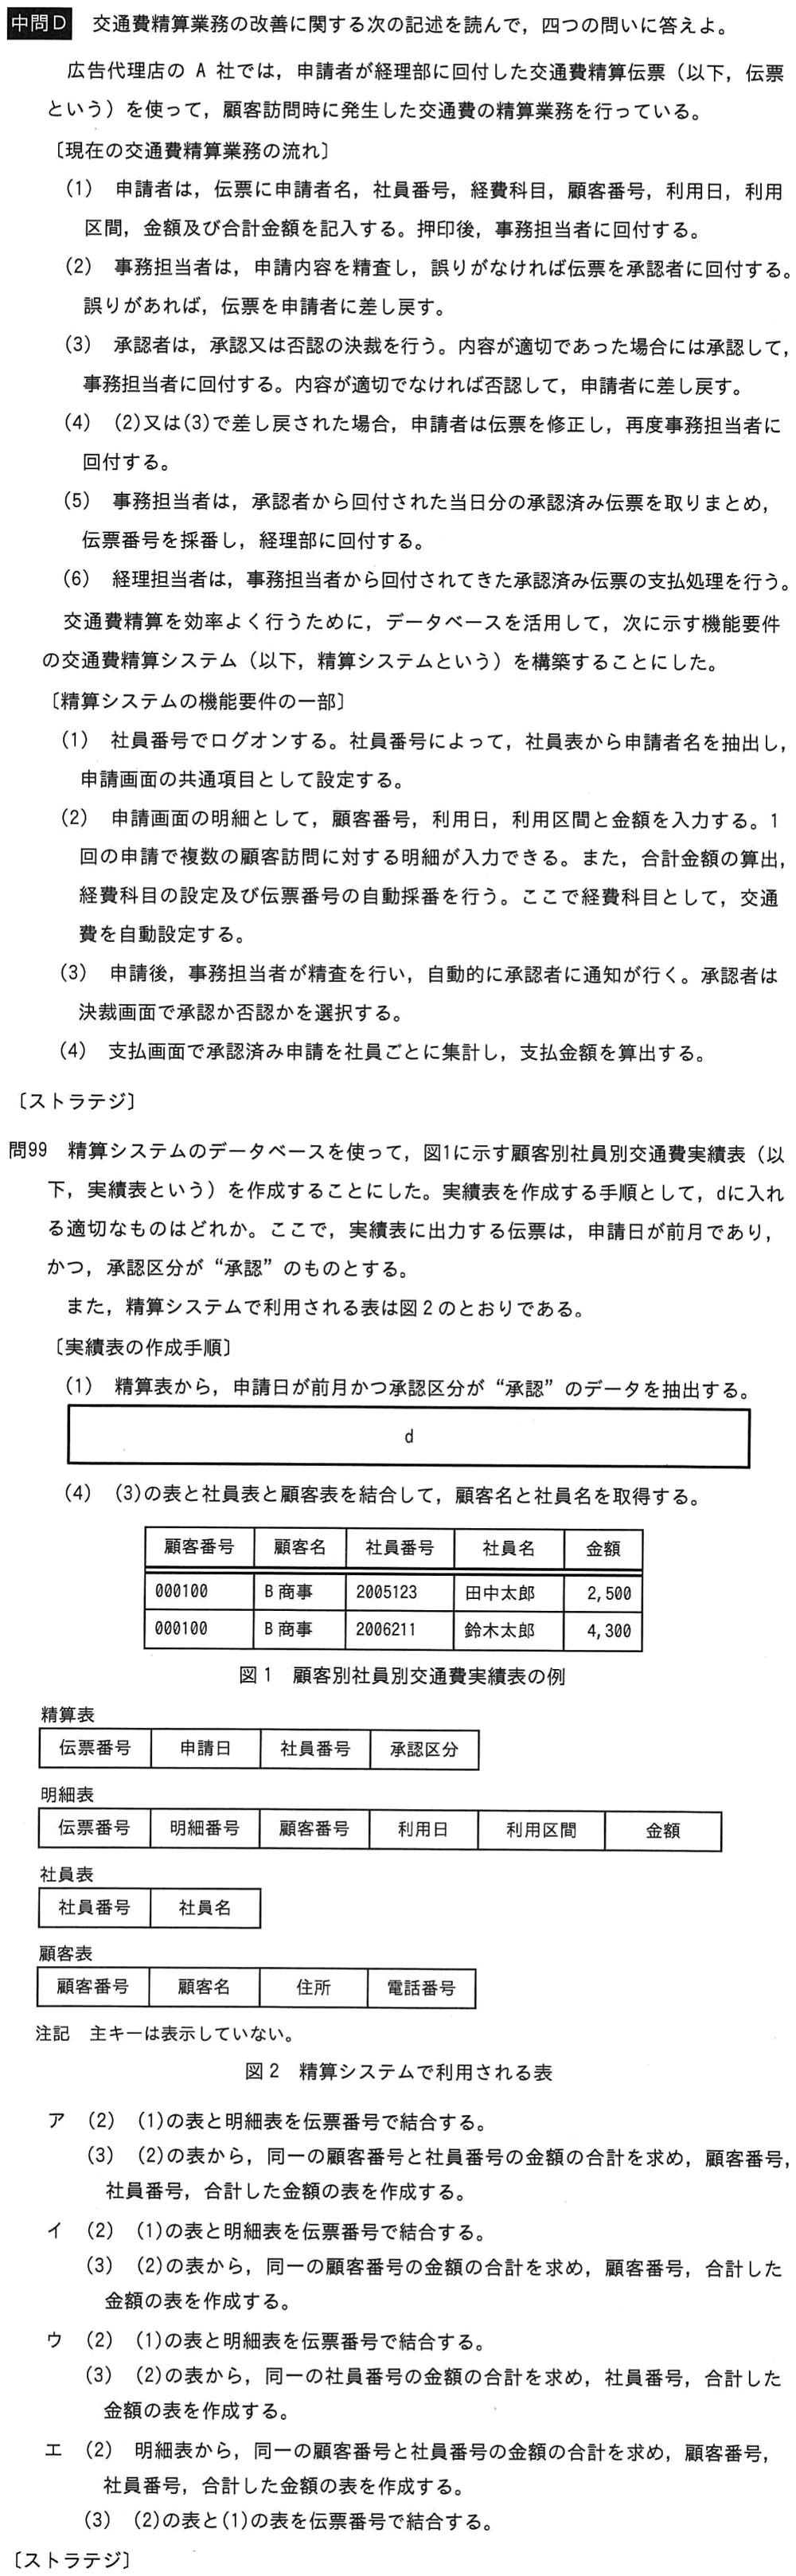 中問D 交通費精算業務の改善に関する次の記述を読んで，四つの問いに答えよ。
広告代理店の A 社では，申請者が経理部に回付した交通費精算伝票（以下，伝票
という）を使って，顧客訪問時に発生した交通費の精算業務を行っている。
〔現在の交通費精算業務の流れ〕
(1) 申請者は，伝票に申請者名，社員番号，経費科目，顧客番号，利用日，利用
区間，金額及び合計金額を記入する。押印後，事務担当者に回付する。
(2) 事務担当者は，申請内容を精査し，誤りがなければ伝票を承認者に回付する。
誤りがあれば，伝票を申請者に差し戻す。
(3) 承認者は，承認又は否認の決裁を行う。内容が適切であった場合には承認して，
事務担当者に回付する。内容が適切でなければ否認して，申請者に差し戻す。
(4) (2)又は(3)で差し戻された場合，申請者は伝票を修正し，再度事務担当者に
回付する。
(5) 事務担当者は，承認者から回付された当日分の承認済み伝票を取りまとめ，
伝票番号を採番し，経理部に回付する。
(6) 経理担当者は，事務担当者から回付されてきた承認済み伝票の支払処理を行う。
交通費精算を効率よく行うために，データベースを活用して，次に示す機能要件
の交通費精算システム（以下，精算システムという）を構築することにした。
〔精算システムの機能要件の一部〕
(1) 社員番号でログオンする。社員番号によって，社員表から申請者名を抽出し，
申請画面の共通項目として設定する。
(2) 申請画面の明細として，顧客番号，利用日，利用区間と金額を入力する。1
回の申請で複数の顧客訪問に対する明細が入力できる。また，合計金額の算出，
経費科目の設定及び伝票番号の自動採番を行う。ここで経費科目として，交通
費を自動設定する。
(3) 申請後，事務担当者が精査を行い，自動的に承認者に通知が行く。承認者は
決裁画面で承認か否認かを選択する。
(4) 支払画面で承認済み申請を社員ごとに集計し，支払金額を算出する。
〔ストラテジ〕
問99 精算システムのデータベースを使って，図1に示す顧客別社員別交通費実績表（以
下，実績表という）を作成することにした。実績表を作成する手順として，dに入れ
る適切なものはどれか。ここで，実績表に出力する伝票は，申請日が前月であり，
かつ，承認区分が“承認”のものとする。
また，精算システムで利用される表は図2のとおりである。
〔実績表の作成手順〕
(1) 精算表から，申請日が前月かつ承認区分が“承認”のデータを抽出する。
d
(4) (3)の表と社員表と顧客表を結合して，顧客名と社員名を取得する。
顧客番号 顧客名 社員番号 社員名 金額
000100 B商事 2005123 田中太郎 2,500
000100 B商事 2006211 鈴木太郎 4,300
図1 顧客別社員別交通費実績表の例
精算表
伝票番号 申請日 社員番号 承認区分
明細表
伝票番号 明細番号 顧客番号 利用日 利用区間 金額
社員表
社員番号 社員名
顧客表
顧客番号 顧客名 住所 電話番号
注記 主キーは表示していない。
図2 精算システムで利用される表
ア (2) (1)の表と明細表を伝票番号で結合する。
(3) (2)の表から，同一の顧客番号と社員番号の金額の合計を求め，顧客番号，
社員番号，合計した金額の表を作成する。
イ (2) (1)の表と明細表を伝票番号で結合する。
(3) (2)の表から，同一の顧客番号の金額の合計を求め，顧客番号，合計した
金額の表を作成する。
ウ (2) (1)の表と明細表を伝票番号で結合する。
(3) (2)の表から，同一の社員番号の金額の合計を求め，社員番号，合計した
金額の表を作成する。
エ (2) 明細表から，同一の顧客番号と社員番号の金額の合計を求め，顧客番号，
社員番号，合計した金額の表を作成する。
(3) (2)の表と(1)の表を伝票番号で結合する。
〔ストラテジ〕